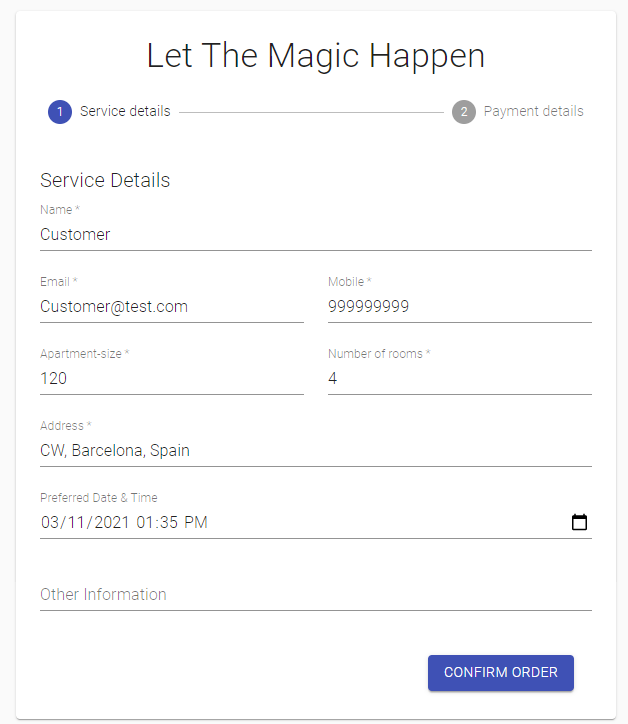 Let The Magic Happen
1 Service details 2 Payment details
Service Details
Name *
Customer
Email * Mobile *
Customer@test.com 999999999
Apartment-size * Number of rooms *
120 4
Address *
CW, Barcelona, Spain
Preferred Date & Time
03/11/2021 01:35 PM
Other Information
CONFIRM ORDER